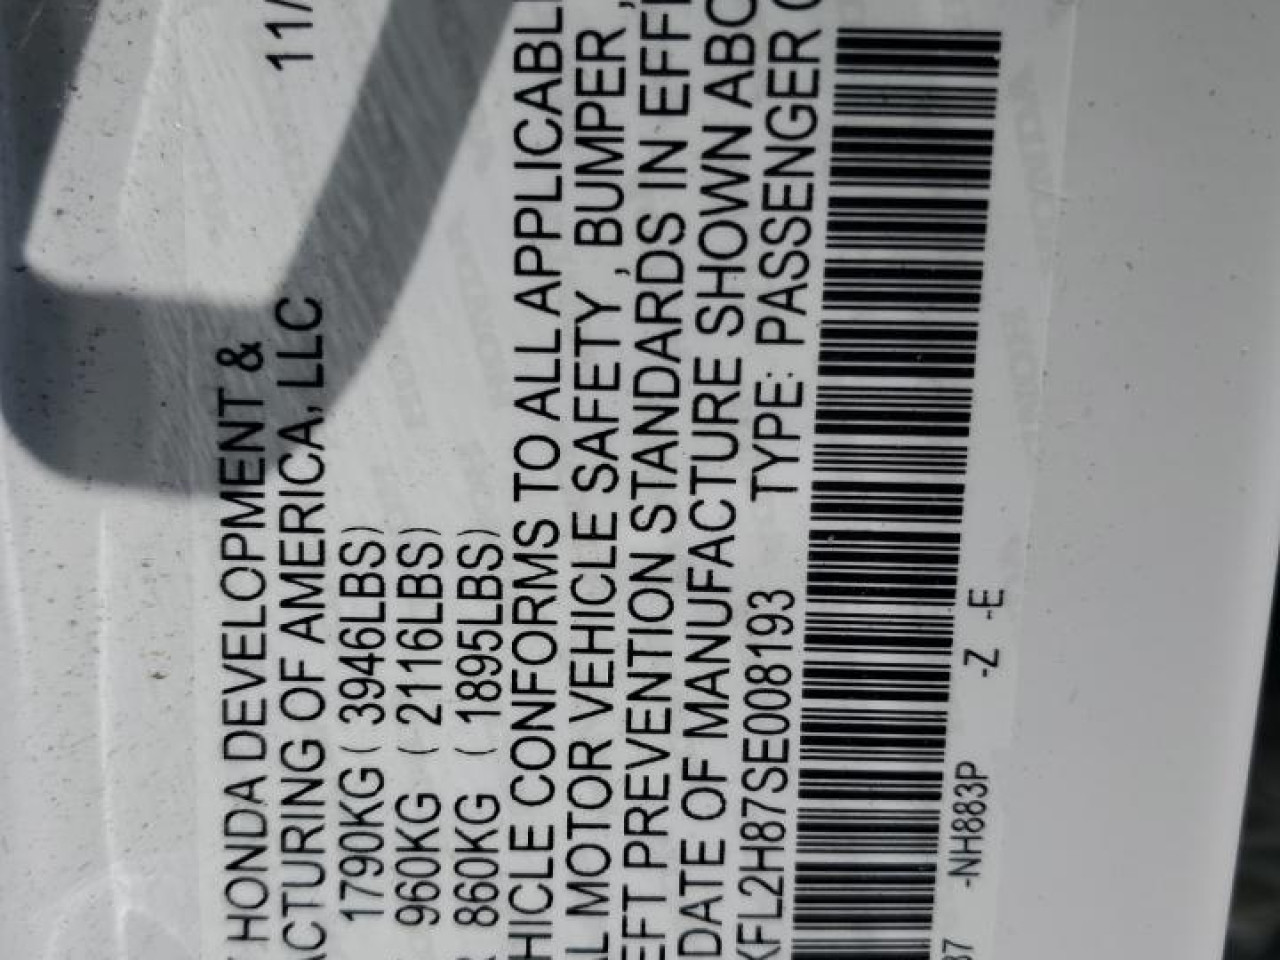 HONDA DEVELOPMENT & 11/
ACTURING OF AMERICA, LLC
1790KG ( 3946LBS)
960KG ( 2116LBS)
860KG ( 1895LBS)
HICLE CONFORMS TO ALL APPLICABL
AL MOTOR VEHICLE SAFETY , BUMPER ,
EFT PREVENTION STANDARDS IN EFF
DATE OF MANUFACTURE SHOWN ABO
KFL2H87SE008193 TYPE: PASSENGER C
37 -NH883P -Z -E